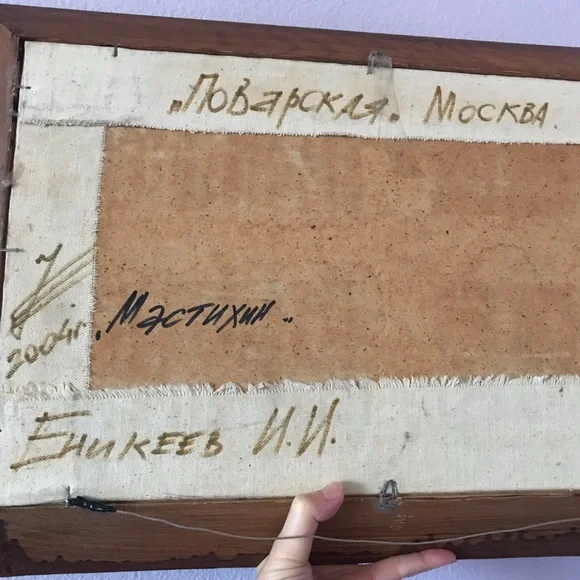 „Поварская„ Москва
2004г.
„Мастихин„
Еникеев И.И.